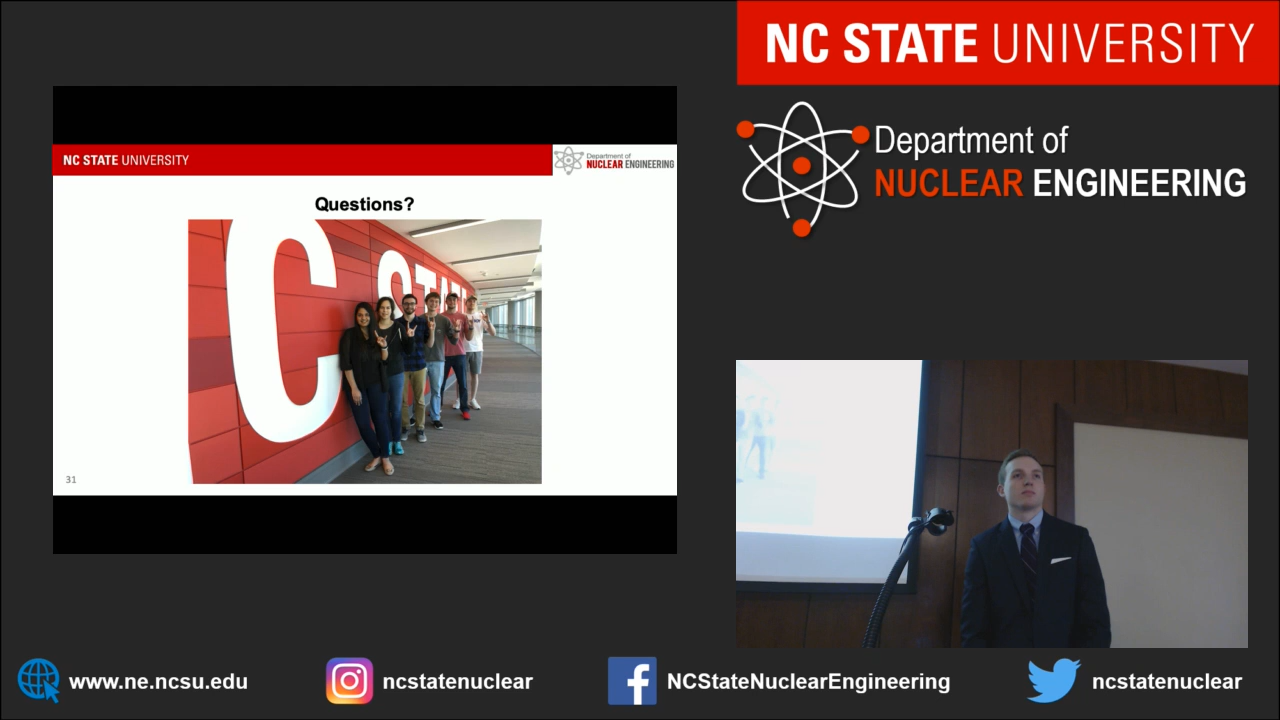 NC STATE UNIVERSITY
Department of
NUCLEAR ENGINEERING
NC STATE UNIVERSITY
Department of
NUCLEAR ENGINEERING
Questions?
C STAT
31
www.ne.ncsu.edu
ncstatenuclear
NCStateNuclearEngineering
ncstatenuclear